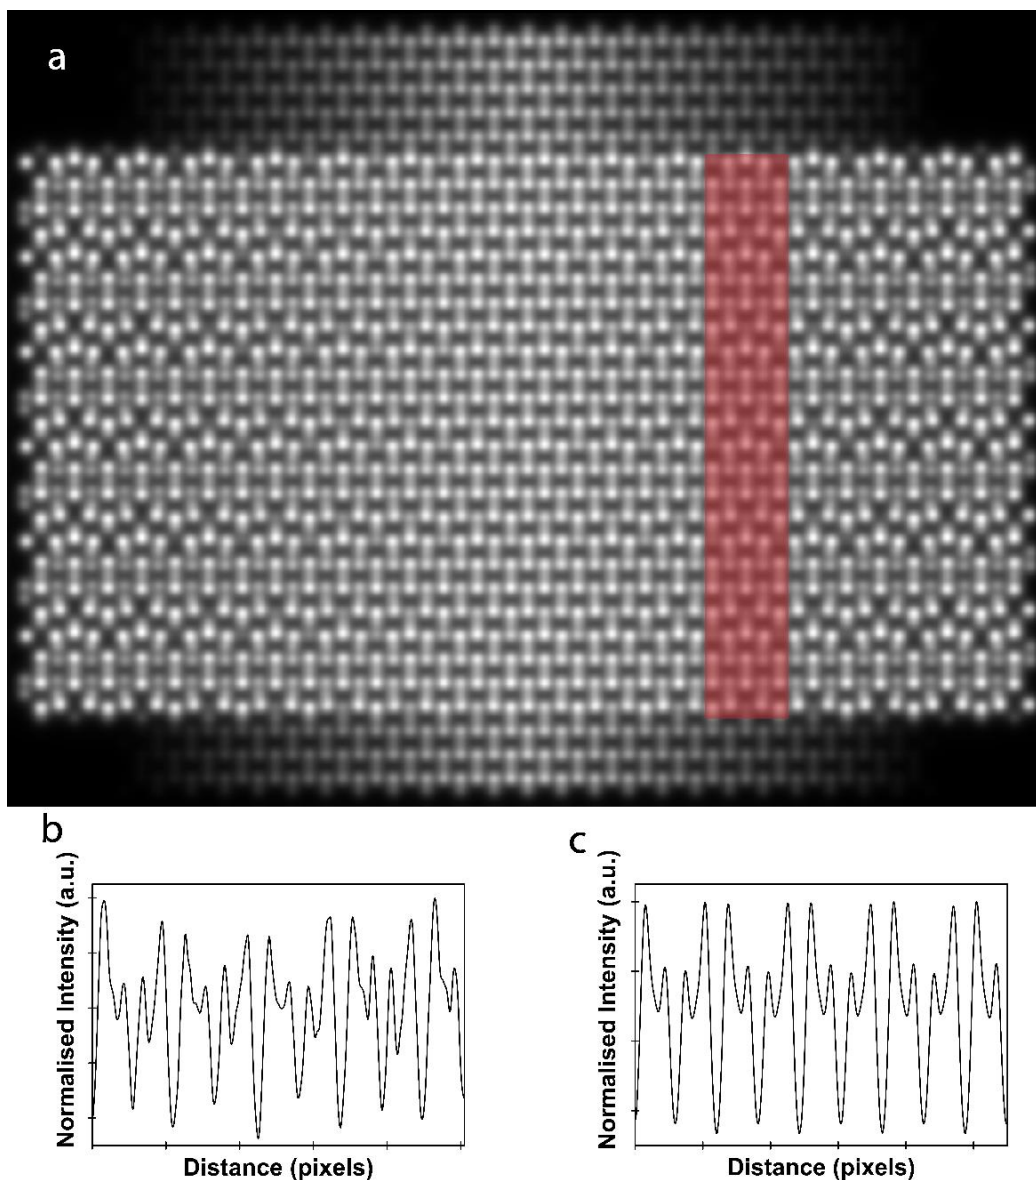 a
b
c
Normalised Intensity (a.u.)
Distance (pixels)
Normalised Intensity (a.u.)
Distance (pixels)